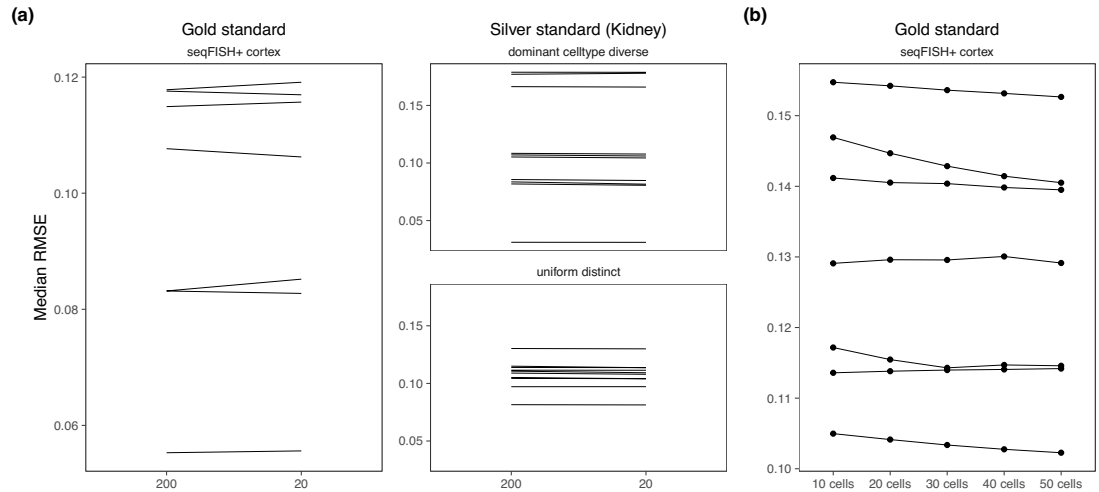 (a)
Gold standard
seqFISH+ cortex
Median RMSE
0.12
0.10
0.08
0.06
200
20
Silver standard (Kidney)
dominant celltype diverse
0.15
0.10
0.05
uniform distinct
0.15
0.10
0.05
200
20
(b)
Gold standard
seqFISH+ cortex
0.15
0.14
0.13
0.12
0.11
0.10
10 cells
20 cells
30 cells
40 cells
50 cells